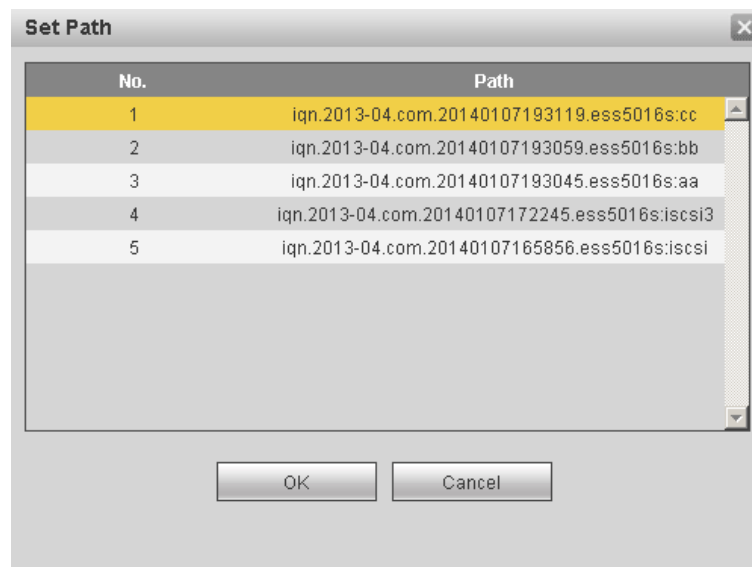 Set Path
No. Path
1 iqn.2013-04.com.20140107193119.ess5016s:cc
2 iqn.2013-04.com.20140107193059.ess5016s:bb
3 iqn.2013-04.com.20140107193045.ess5016s:aa
4 iqn.2013-04.com.20140107172245.ess5016s:iscsi3
5 iqn.2013-04.com.20140107165856.ess5016s:iscsi
OK Cancel